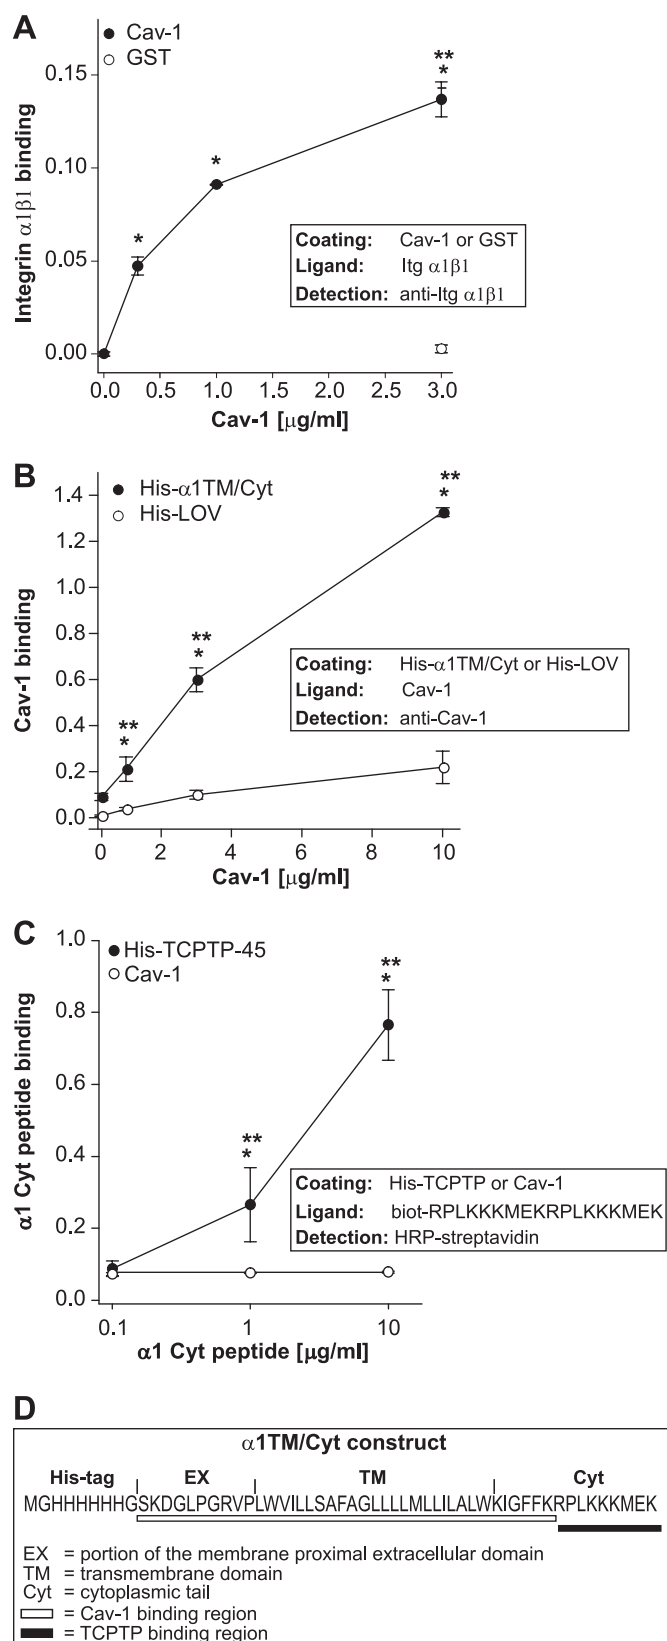 A
Cav-1
GST
Integrin α1β1 binding
0.15
0.10
0.05
0.00
**
*
*
*
Coating: Cav-1 or GST
Ligand: Itg α1β1
Detection: anti-Itg α1β1
0.0 0.5 1.0 1.5 2.0 2.5 3.0
Cav-1 [μg/ml]
B
His-α1TM/Cyt
His-LOV
Cav-1 binding
1.4
1.2
0.8
0.6
0.4
0.2
0.0
**
*
**
*
**
*
Coating: His-α1TM/Cyt or His-LOV
Ligand: Cav-1
Detection: anti-Cav-1
0 2 4 6 8 10
Cav-1 [μg/ml]
C
His-TCPTP-45
Cav-1
α1 Cyt peptide binding
1.0
0.8
0.6
0.4
0.2
0.0
**
*
**
*
Coating: His-TCPTP or Cav-1
Ligand: biot-RPLKKKMEKRPLKKKMEK
Detection: HRP-streptavidin
0.1 1 10
α1 Cyt peptide [μg/ml]
D
α1TM/Cyt construct
His-tag EX TM Cyt
MGHHHHHHGSKDGLPGRVPLWVILLSAFAGLLLLMLLILALWKIGFFKRPLKKKMEK
EX = portion of the membrane proximal extracellular domain
TM = transmembrane domain
Cyt = cytoplasmic tail
= Cav-1 binding region
= TCPTP binding region